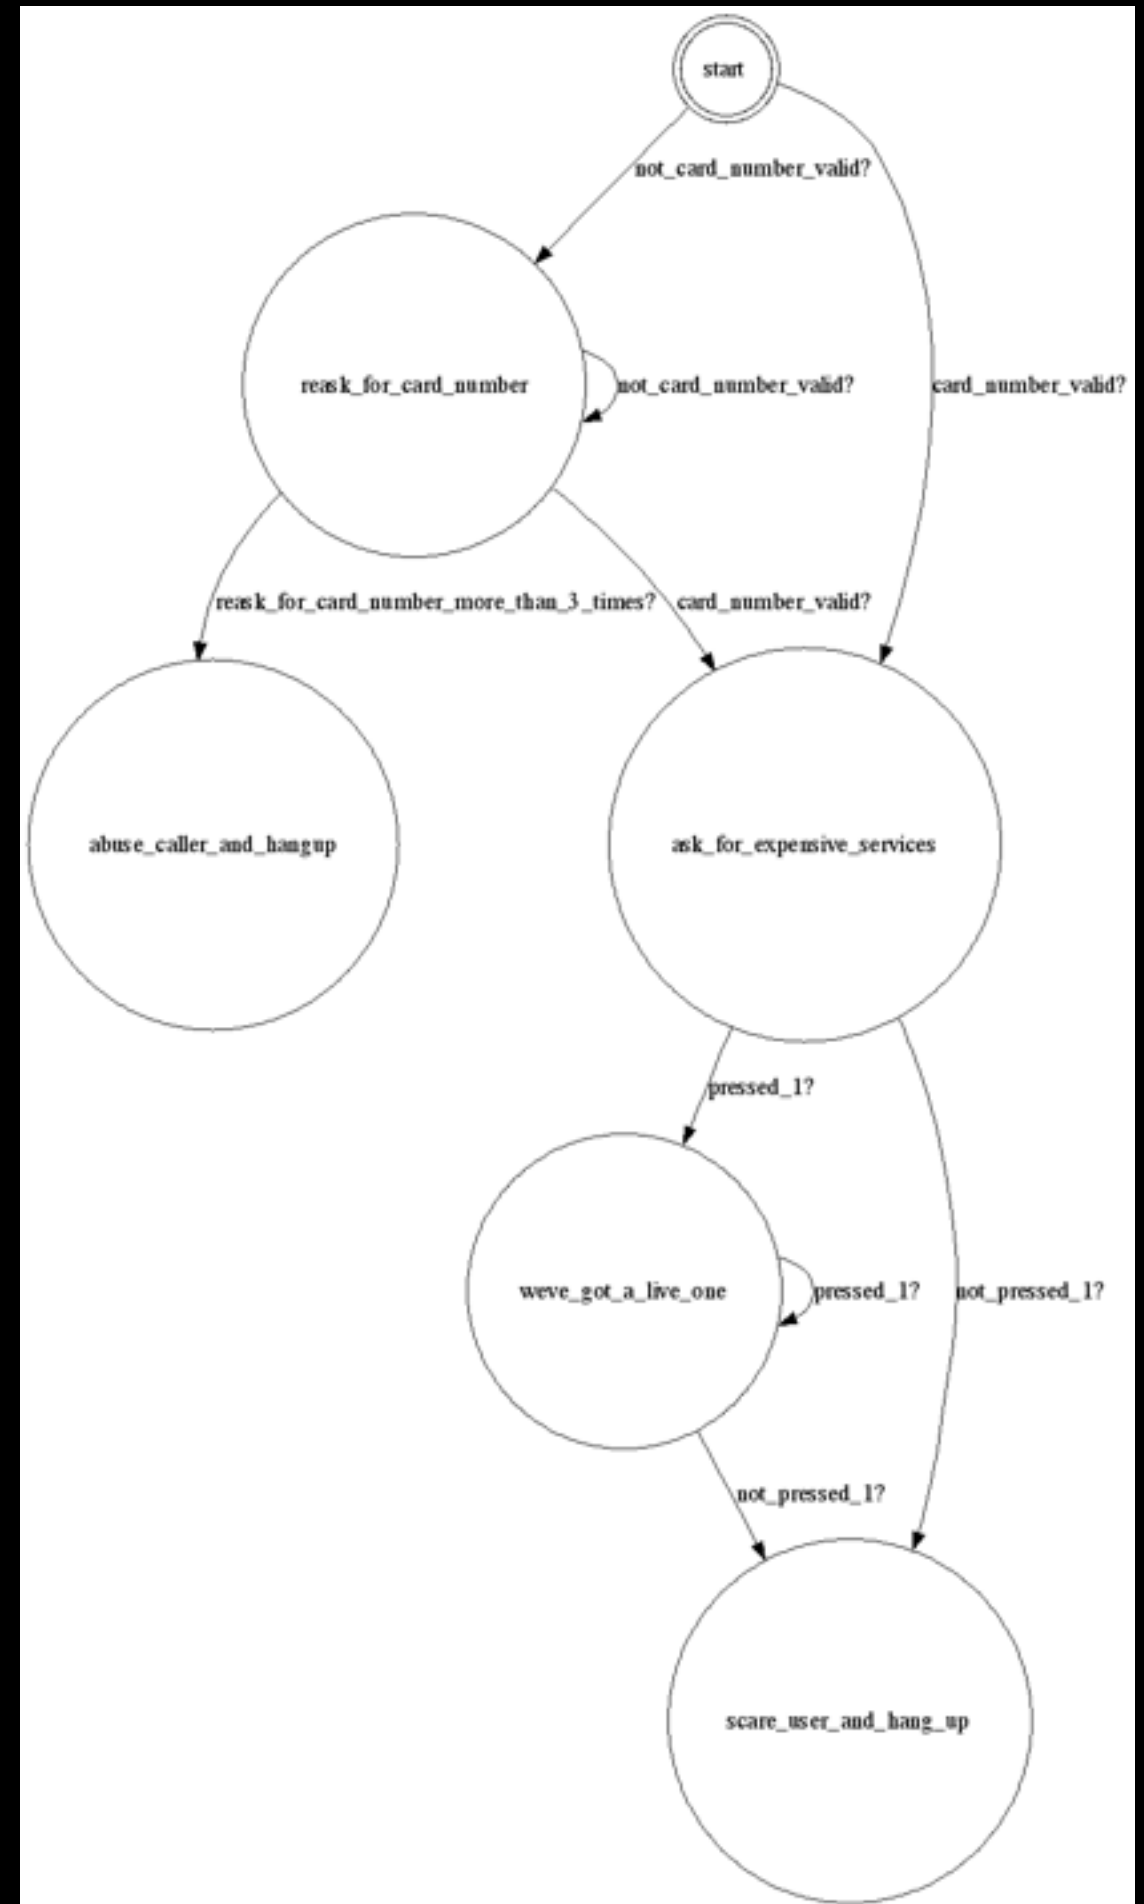 start
not_card_number_valid?
reask_for_card_number
not_card_number_valid?
card_number_valid?
reask_for_card_number_more_than_3_times?
card_number_valid?
abuse_caller_and_hangup
ask_for_expensive_services
pressed_1?
weve_got_a_live_one
pressed_1?
not_pressed_1?
not_pressed_1?
scare_user_and_hang_up